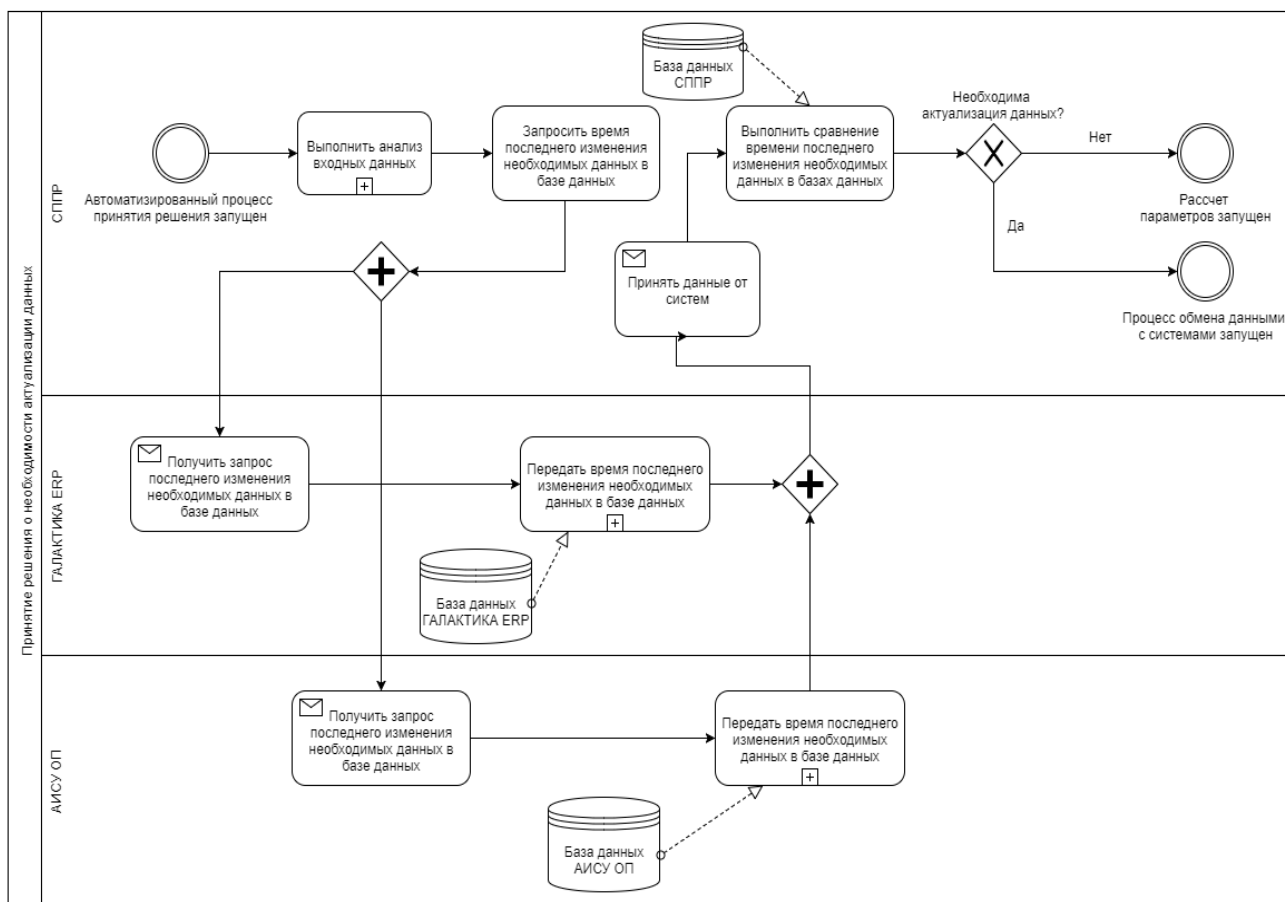 Принятие решения о необходимости актуализации данных
СППР
База данных
СППР
Необходима
актуализация данных?
Выполнить анализ
входных данных
Запросить время
последнего изменения
необходимых данных в
базе данных
Выполнить сравнение
времени последнего
изменения необходимых
данных в базах данных
Нет
Автоматизированный процесс
принятия решения запущен
Рассчет
параметров запущен
Да
Принять данные от
систем
Процесс обмена данными
с системами запущен
ГАЛАКТИКА ERP
Получить запрос
последнего изменения
необходимых данных в
базе данных
Передать время последнего
изменения необходимых
данных в базе данных
База данных
ГАЛАКТИКА ERP
АИСУ ОП
Получить запрос
последнего изменения
необходимых данных в
базе данных
Передать время последнего
изменения необходимых
данных в базе данных
База данных
АИСУ ОП